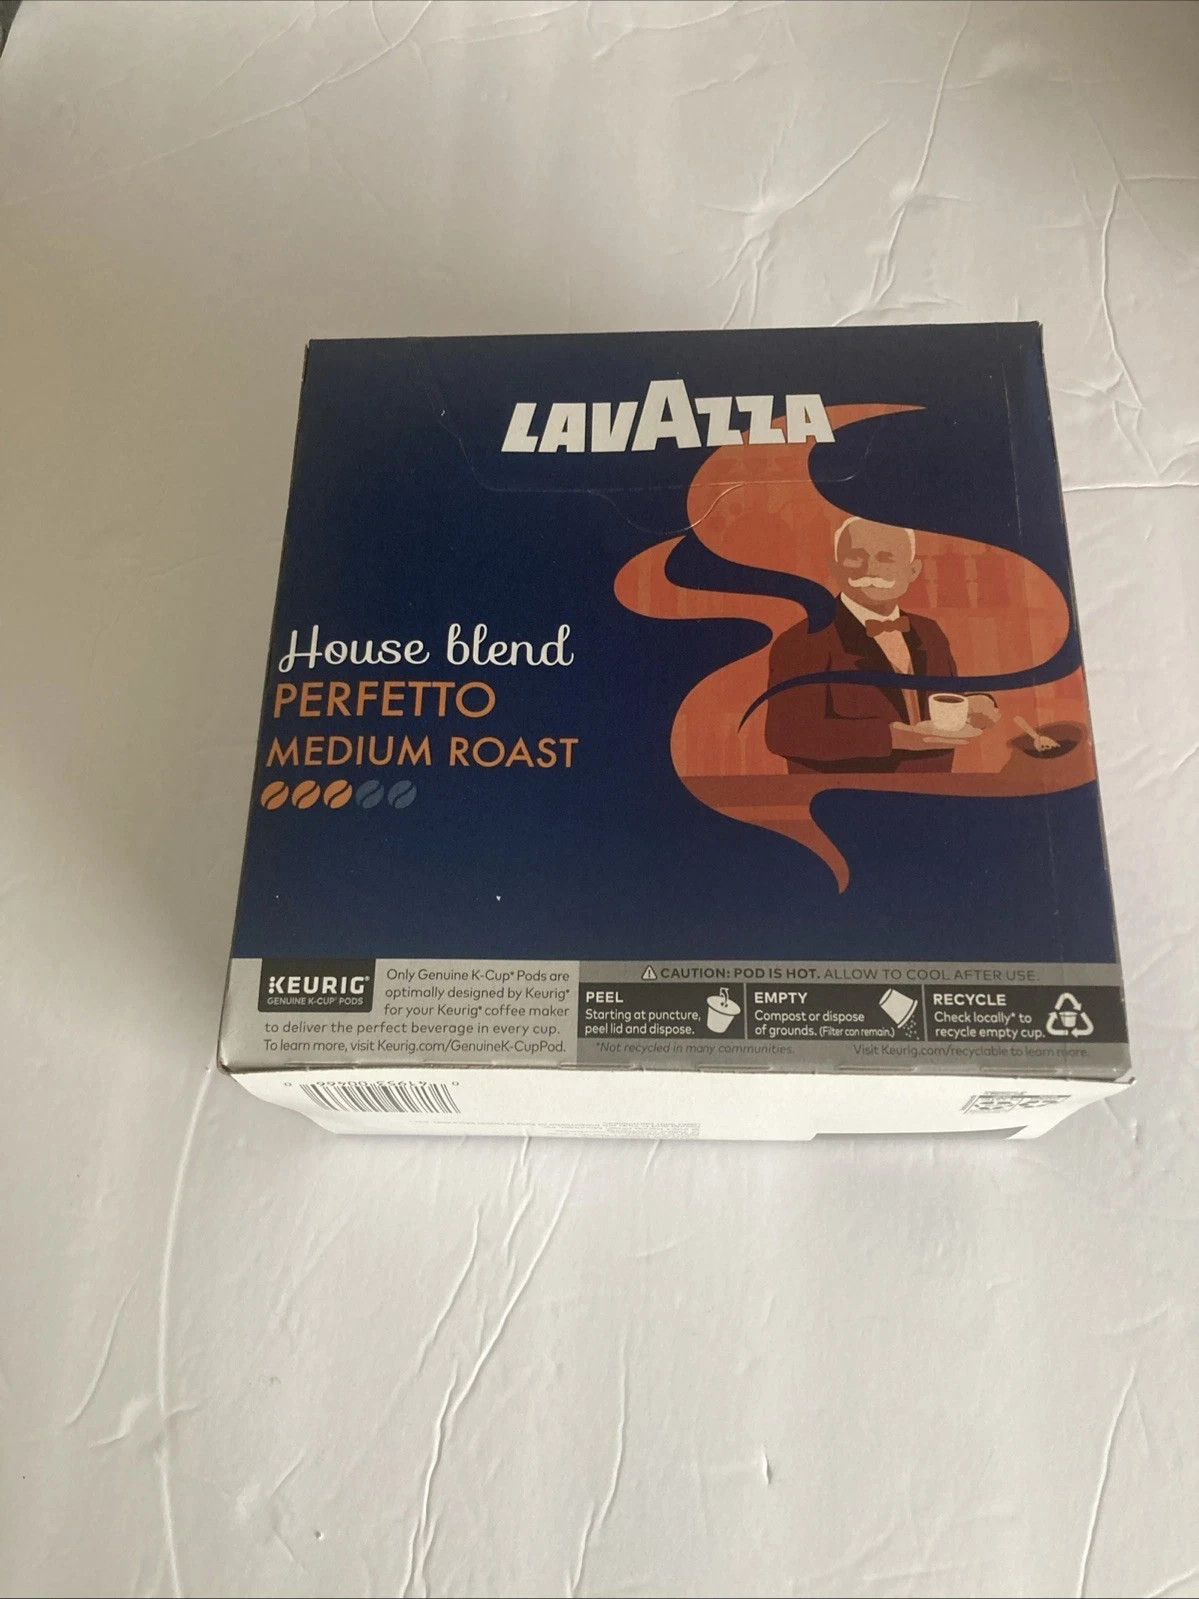 LAVAZZA
House blend
PERFETTO
MEDIUM ROAST
KEURIG®
GENUINE K-CUP® PODS
Only Genuine K-Cup® Pods are
optimally designed by Keurig®
for your Keurig® coffee maker
to deliver the perfect beverage in every cup.
To learn more, visit Keurig.com/GenuineK-CupPod.
⚠ CAUTION: POD IS HOT. ALLOW TO COOL AFTER USE.
PEEL
Starting at puncture,
peel lid and dispose.
EMPTY
Compost or dispose
of grounds. (Filter can remain.)
RECYCLE
Check locally* to
recycle empty cup.
*Not recycled in many communities.
Visit Keurig.com/recyclable to learn more.